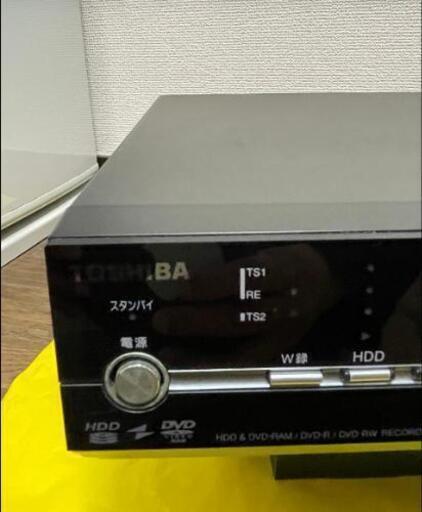 TOSHIBA
TS1
RE
TS2
スタンバイ
電源
W録
HDD
HDD
DVD
HDD & DVD-RAM / DVD-R / DVD-RW RECORD